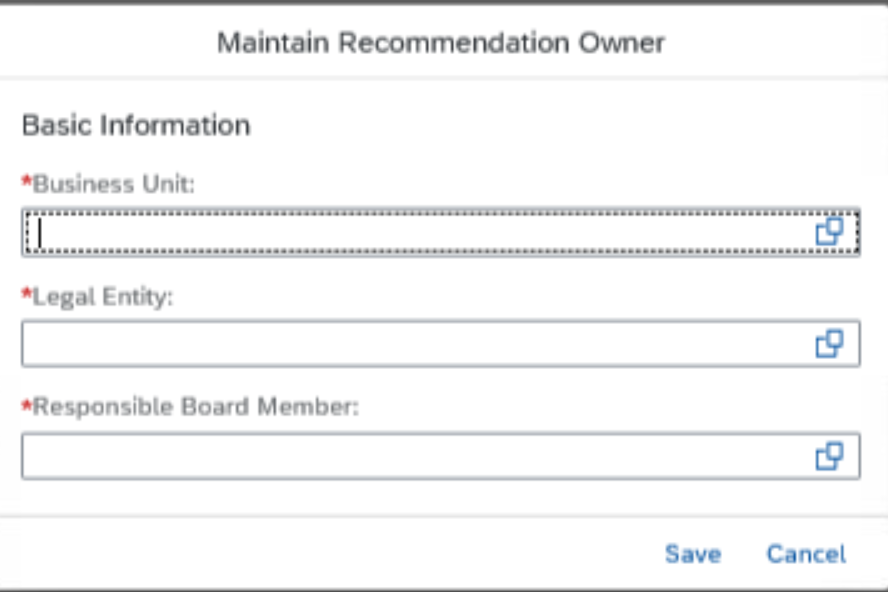 Maintain Recommendation Owner
Basic Information
*Business Unit:
*Legal Entity:
*Responsible Board Member:
Save Cancel